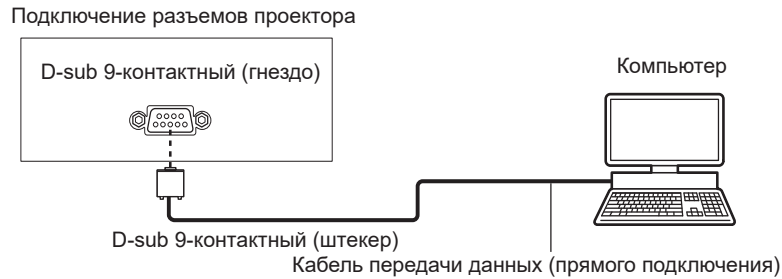 Подключение разъемов проектора
D-sub 9-контактный (гнездо)
Компьютер
D-sub 9-контактный (штекер)
Кабель передачи данных (прямого подключения)